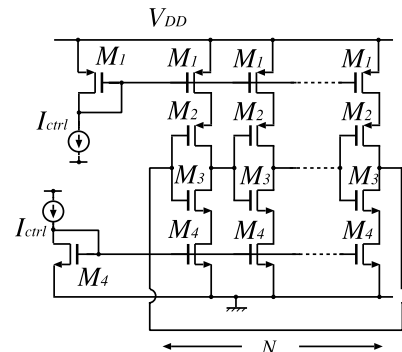 V_DD
M_1 M_1 M_1 M_1
M_2 M_2 M_2
I_ctrl
M_3 M_3 M_3
I_ctrl
M_4 M_4 M_4
M_4
N